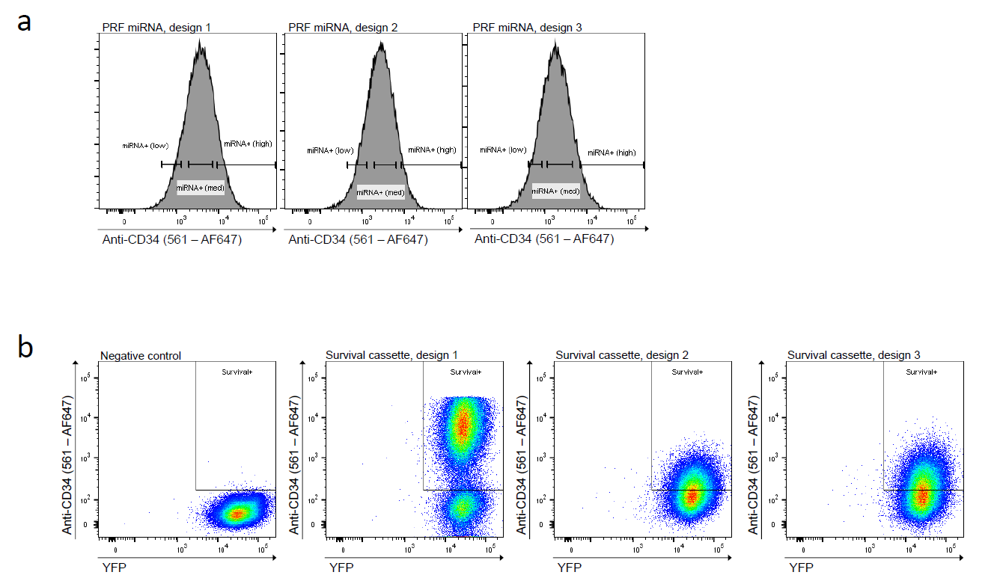 a
PRF miRNA, design 1
PRF miRNA, design 2
PRF miRNA, design 3
miRNA+ (low)
miRNA+ (high)
miRNA+ (med)
miRNA+ (low)
miRNA+ (high)
miRNA+ (med)
miRNA+ (low)
miRNA+ (high)
miRNA+ (med)
0 10³ 10⁴ 10⁵
0 10³ 10⁴ 10⁵
0 10³ 10⁴ 10⁵
Anti-CD34 (561 – AF647)
Anti-CD34 (561 – AF647)
Anti-CD34 (561 – AF647)
b
Negative control
Survival cassette, design 1
Survival cassette, design 2
Survival cassette, design 3
Survival+
Survival+
Survival+
Survival+
Anti-CD34 (561 – AF647)
10⁵
10⁴
10³
10²
0
Anti-CD34 (561 – AF647)
10⁵
10⁴
10³
10²
0
Anti-CD34 (561 – AF647)
10⁵
10⁴
10³
10²
0
Anti-CD34 (561 – AF647)
10⁵
10⁴
10³
10²
0
0 10³ 10⁴ 10⁵
0 10³ 10⁴ 10⁵
0 10³ 10⁴ 10⁵
0 10³ 10⁴ 10⁵
YFP
YFP
YFP
YFP